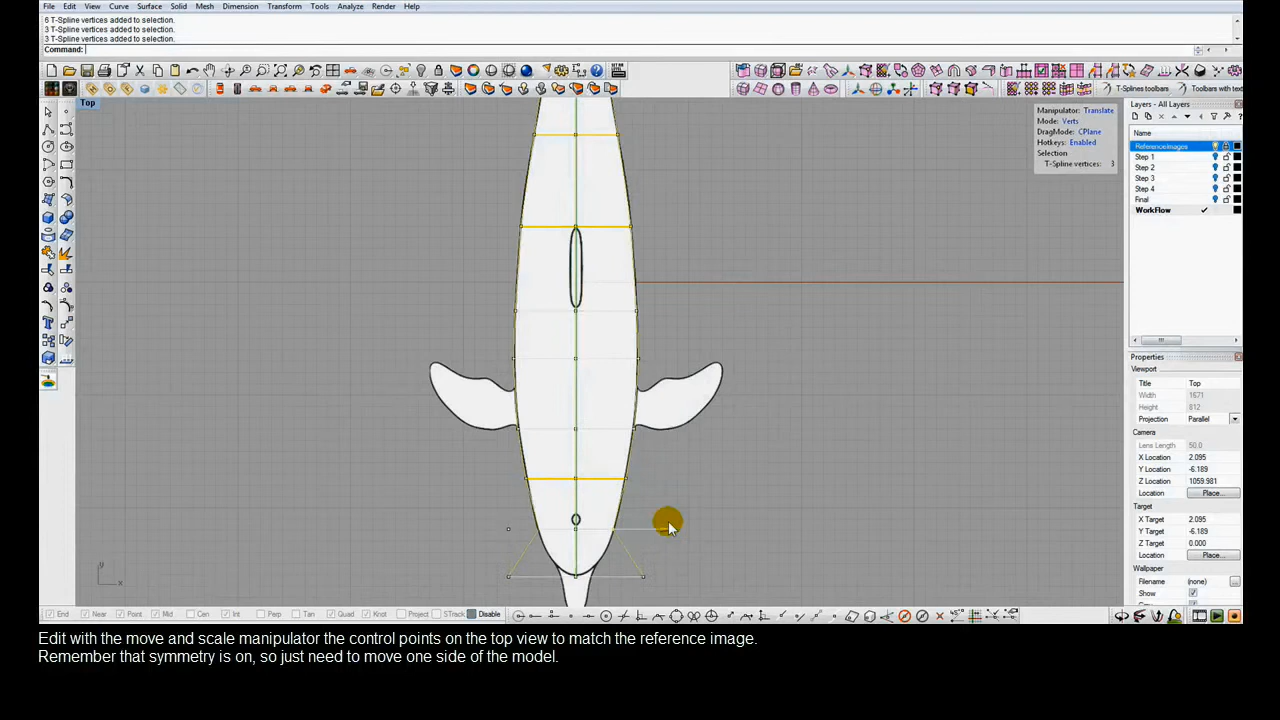 File Edit View Curve Surface Solid Mesh Dimension Transform Tools Analyze Render Help
6 T-Spline vertices added to selection.
3 T-Spline vertices added to selection.
3 T-Spline vertices added to selection.
Command:
T-Splines toolbars
Toolbars with text
Top
Manipulator: Translate
Mode: Verts
DragMode: CPlane
Hotkeys: Enabled
Selection
T-Spline vertices: 3
Layers - All Layers
Name
ReferenceImages
Step 1
Step 2
Step 3
Step 4
Final
WorkFlow
Properties
Viewport
Title Top
Width 1571
Height 812
Projection Parallel
Camera
Lens Length 50.0
X Location 2.095
Y Location -6.189
Z Location 1059.981
Location Place...
Target
X Target 2.095
Y Target -6.189
Z Target 0.000
Location Place...
Wallpaper
Filename (none)
Show
y
x
End Near Point Mid Cen Int Perp Tan Quad Knot Project STrack Disable
Edit with the move and scale manipulator the control points on the top view to match the reference image.
Remember that symmetry is on, so just need to move one side of the model.